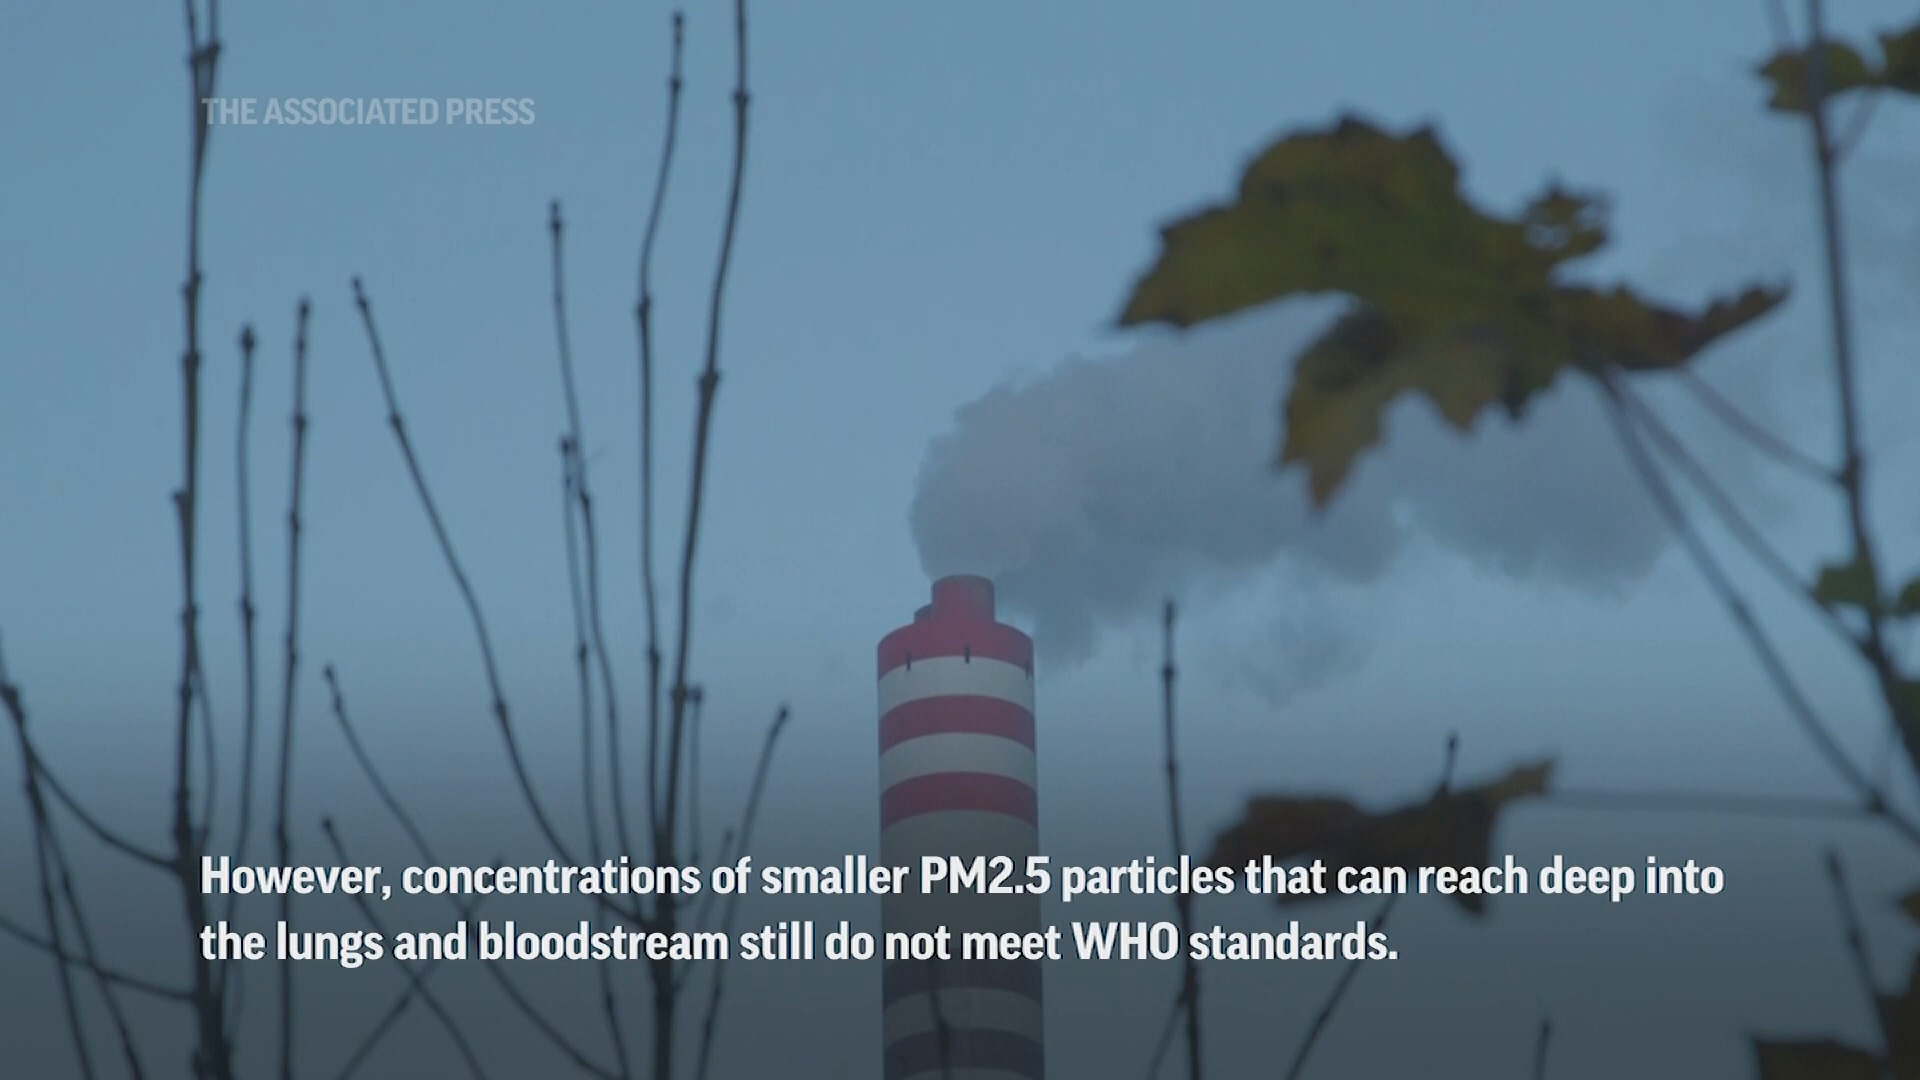 THE ASSOCIATED PRESS
However, concentrations of smaller PM2.5 particles that can reach deep into
the lungs and bloodstream still do not meet WHO standards.